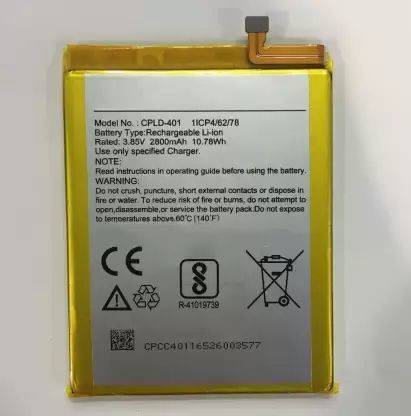 Model No. : CPLD-401 1ICP4/62/78
Battery Type:Rechargeable Li-ion
Rated: 3.85V 2800mAh 10.78Wh
Use only specified Charger.
NOTE:
Read instructions in operating guide before using the battery.
Do not crush, puncture, short external contacts or dispose in
fire or water. To reduce risk of fire or bums, do not attempt to
open,disassemble,or service the battery pack.Do not expose
to temperatures above.60℃ (140℉)
CE
R-41019739
CPCC40116526003577